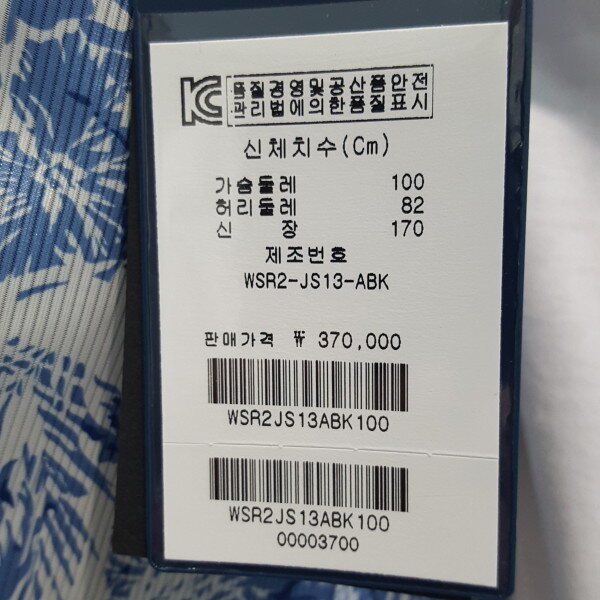 KC 품질경영및공산품안전
관리법에의한품질표시
신체치수(Cm)
가슴둘레 100
허리둘레 82
신 장 170
제조번호
WSR2-JS13-ABK
판매가격 ₩ 370,000
WSR2JS13ABK100
WSR2JS13ABK100
00003700